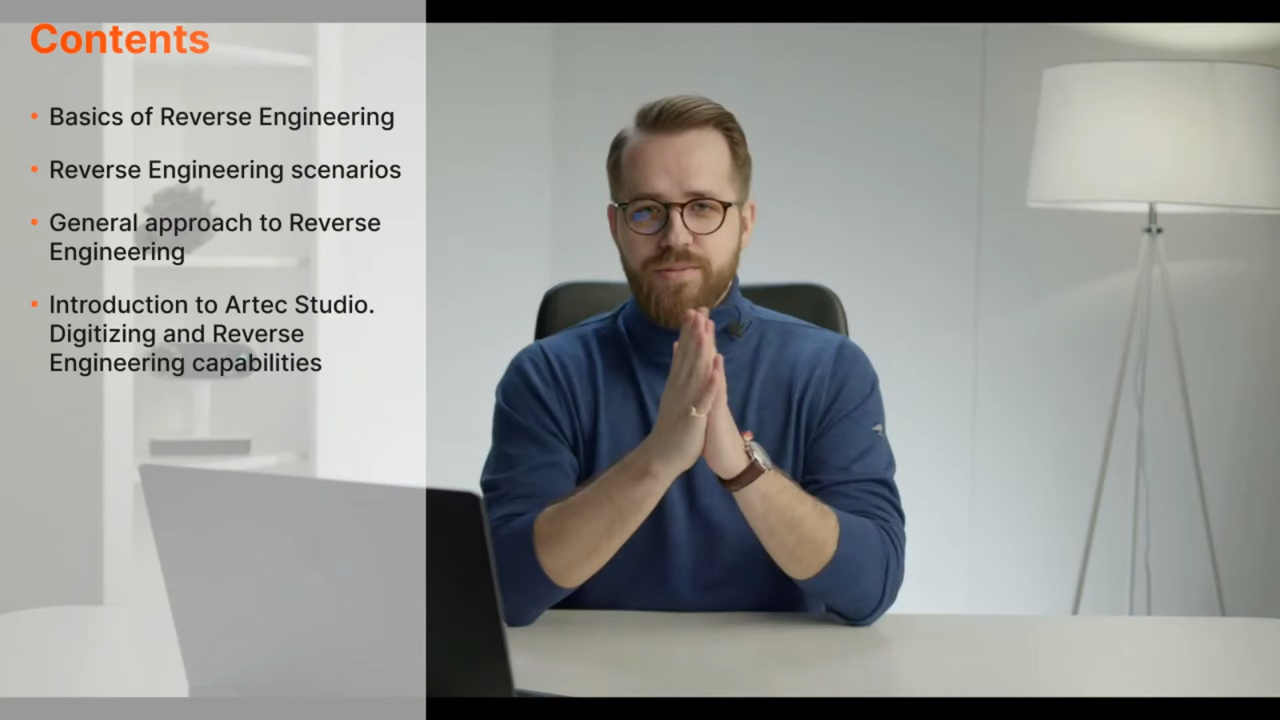 Contents
• Basics of Reverse Engineering
• Reverse Engineering scenarios
• General approach to Reverse
Engineering
• Introduction to Artec Studio.
Digitizing and Reverse
Engineering capabilities